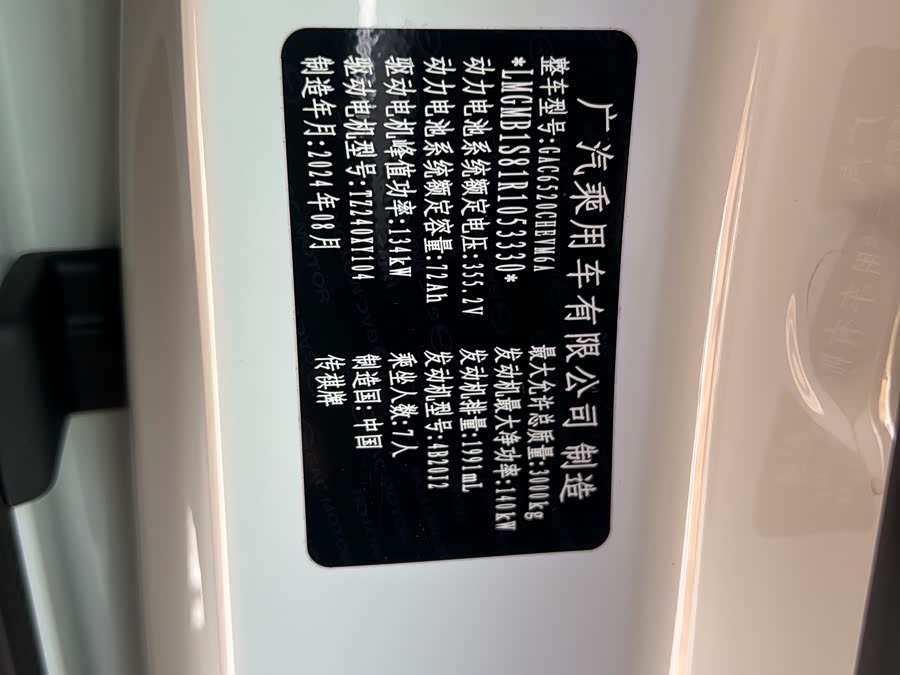 广汽乘用车有限公司 制造
整车型号:GAC6520CHEVM6A 最大允许总质量:3000kg
*LMGMB1S81R1053330* 发动机最大净功率:140kW
动力电池系统额定电压:355.2V 发动机排量:1991mL
动力电池系统额定容量:72Ah 发动机型号:4B20J2
驱动电机峰值功率:134kW 乘坐人数:7人
驱动电机型号:TZ240XY104 制造国:中国
制造年月:2024年08月 传祺牌